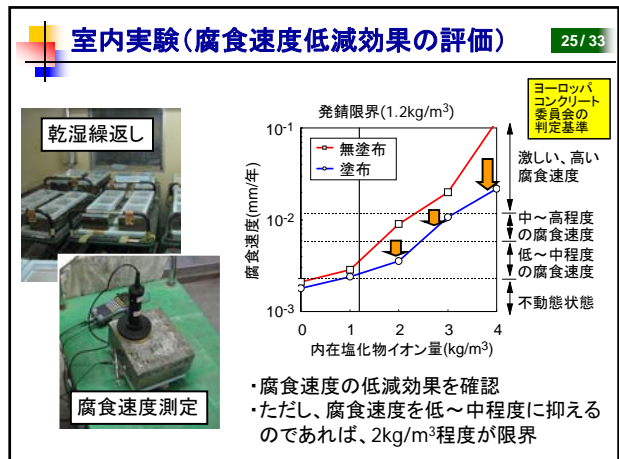 室内実験(腐食速度低減効果の評価)
25/33
乾湿繰返し
腐食速度測定
ヨーロッパ
コンクリート
委員会の
判定基準
発錆限界(1.2kg/m³)
無塗布
塗布
腐食速度(mm/年)
10⁻¹
10⁻²
10⁻³
0 1 2 3 4
内在塩化物イオン量(kg/m³)
激しい、高い
腐食速度
中~高程度
の腐食速度
低~中程度
の腐食速度
不動態状態
・腐食速度の低減効果を確認
・ただし、腐食速度を低~中程度に抑える
のであれば、2kg/m³程度が限界